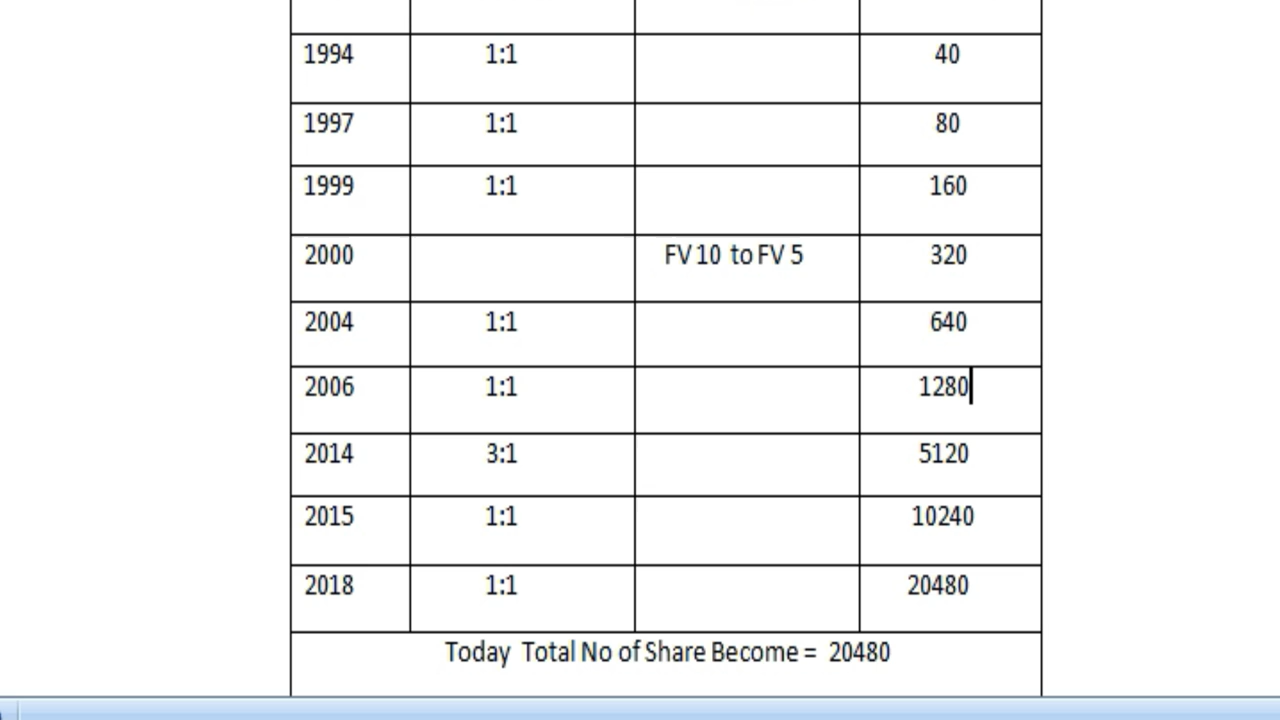 1994 1:1 40
1997 1:1 80
1999 1:1 160
2000 FV 10 to FV 5 320
2004 1:1 640
2006 1:1 1280
2014 3:1 5120
2015 1:1 10240
2018 1:1 20480
Today Total No of Share Become = 20480